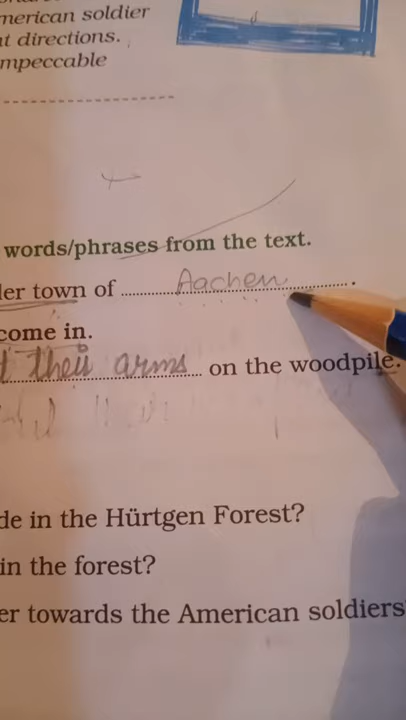 merican soldier
t directions.
mpeccable
words/phrases from the text.
ler town of Aachen.
come in.
t their arms on the woodpile.
de in the Hürtgen Forest?
in the forest?
er towards the American soldiers